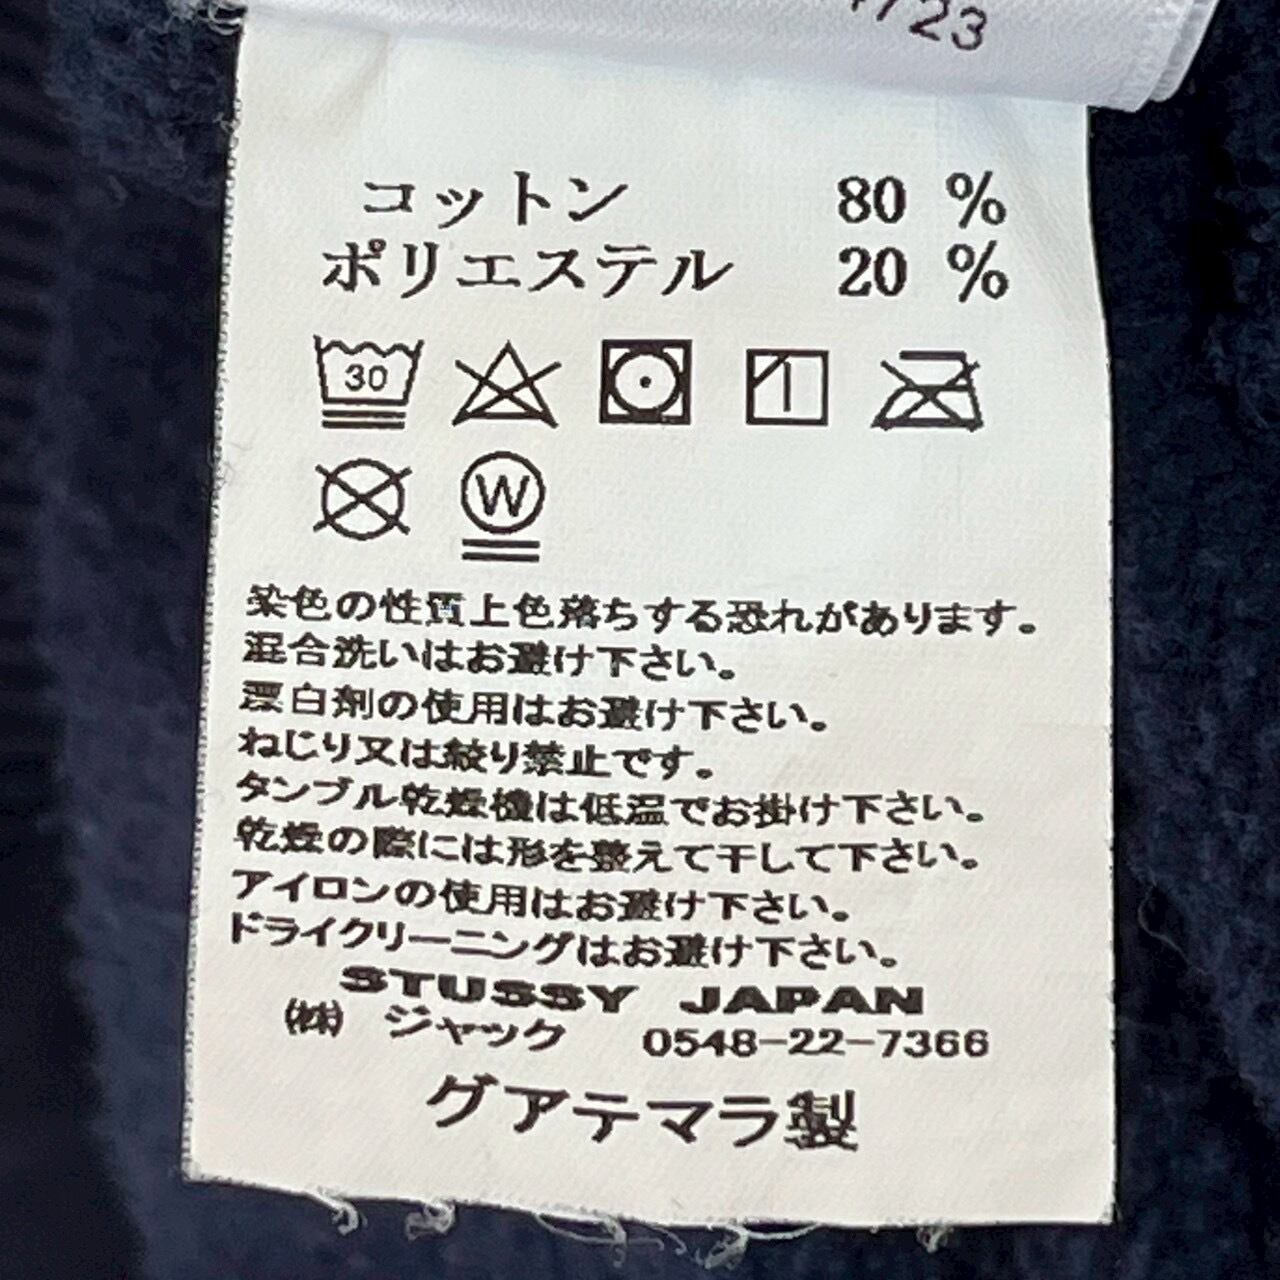 /23
コットン 80 %
ポリエステル 20 %
30
W
染色の性質上色落ちする恐れがあります。
混合洗いはお避け下さい。
漂白剤の使用はお避け下さい。
ねじり又は絞り禁止です。
タンブル乾燥機は低温でお掛け下さい。
乾燥の際には形を整えて干して下さい。
アイロンの使用はお避け下さい。
ドライクリーニングはお避け下さい。
STUSSY JAPAN
㈱ ジャック 0548-22-7366
グアテマラ製